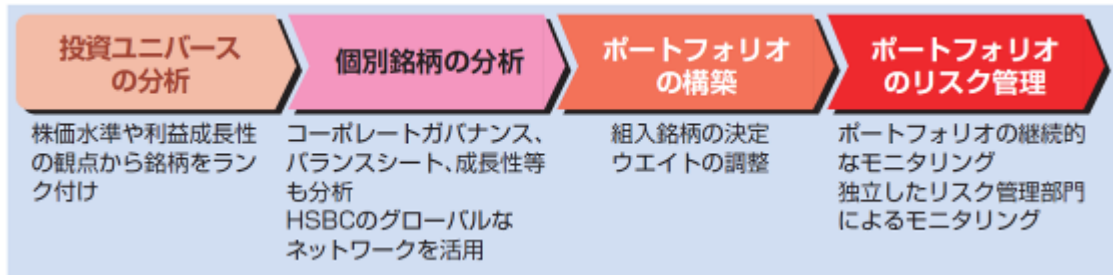 投資ユニバース
の分析
株価水準や利益成長性
の観点から銘柄をラン
ク付け
個別銘柄の分析
コーポレートガバナンス、
バランスシート、成長性等
も分析
HSBCのグローバルな
ネットワークを活用
ポートフォリオ
の構築
組入銘柄の決定
ウエイトの調整
ポートフォリオ
のリスク管理
ポートフォリオの継続的
なモニタリング
独立したリスク管理部門
によるモニタリング